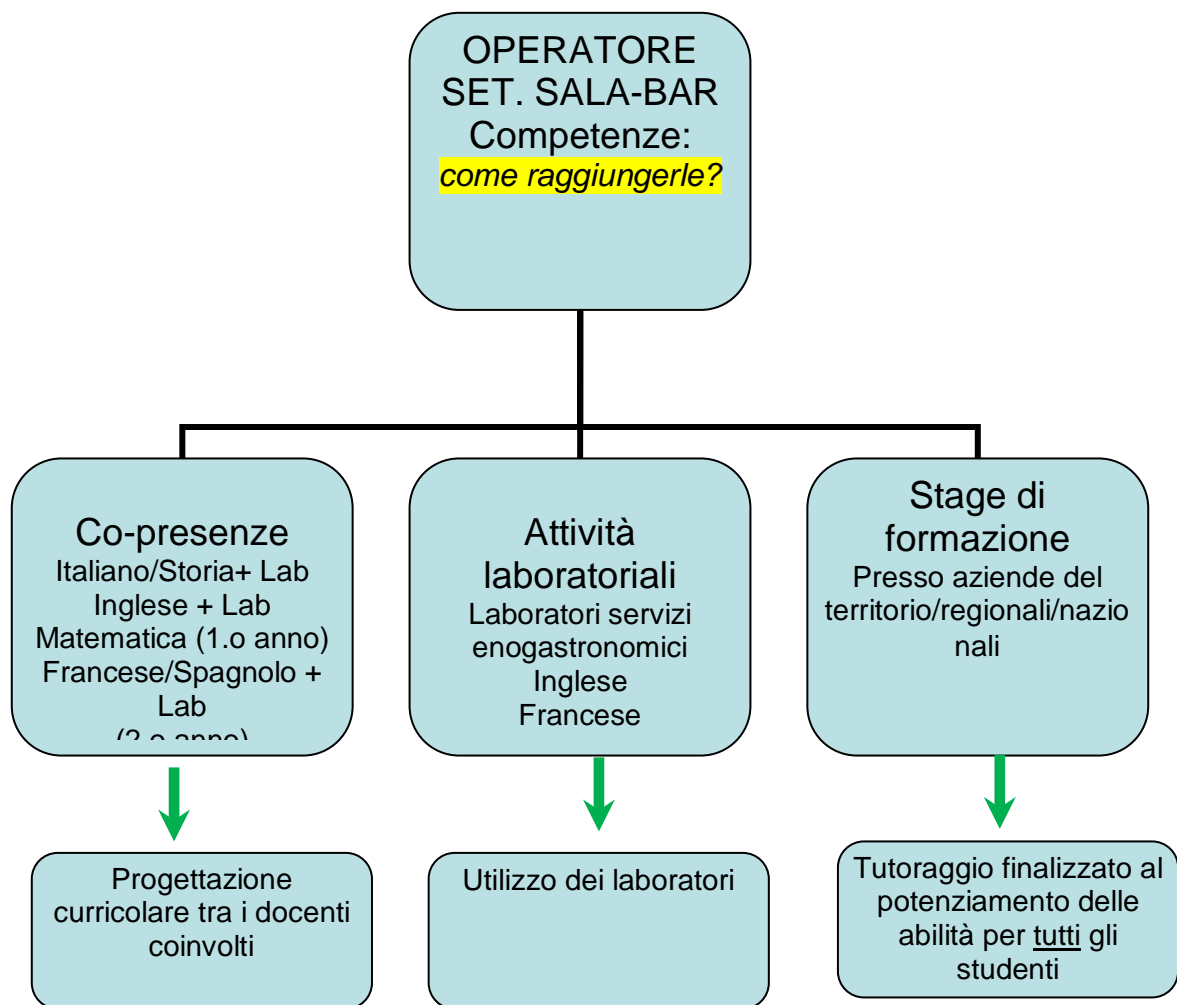 OPERATORE
SET. SALA-BAR
Competenze:
come raggiungerle?
Co-presenze
Italiano/Storia+ Lab
Inglese + Lab
Matematica (1.o anno)
Francese/Spagnolo +
Lab
(2.o anno)
Attività
laboratoriali
Laboratori servizi
enogastronomici
Inglese
Francese
Stage di
formazione
Presso aziende del
territorio/regionali/nazio
nali
Progettazione
curricolare tra i docenti
coinvolti
Utilizzo dei laboratori
Tutoraggio finalizzato al
potenziamento delle
abilità per tutti gli
studenti